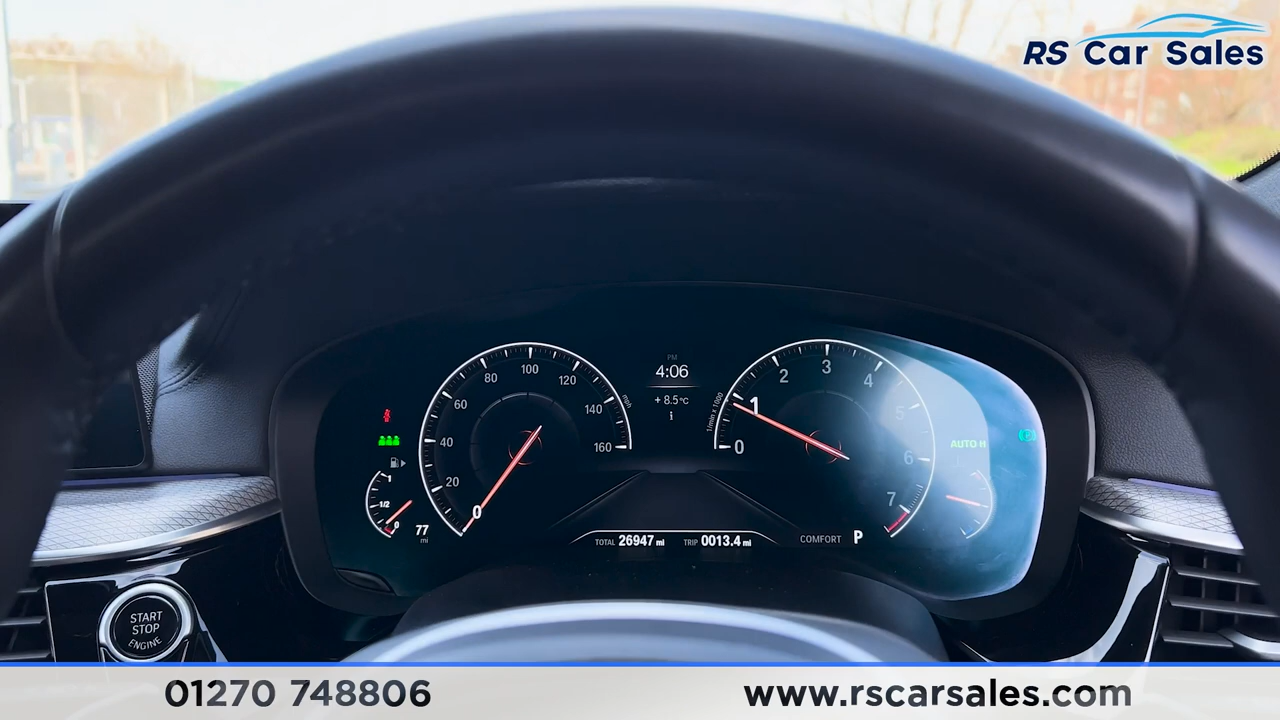 RS Car Sales
PM
4:06
+ 8.5°C
i
mph
0
20
40
60
80
100
120
140
160
1/min x 1000
0
1
2
3
4
5
6
7
1
1/2
0
77
mi
AUTO H
TOTAL 26947 mi TRIP 0013.4 mi
COMFORT P
START
STOP
ENGINE
01270 748806
www.rscarsales.com